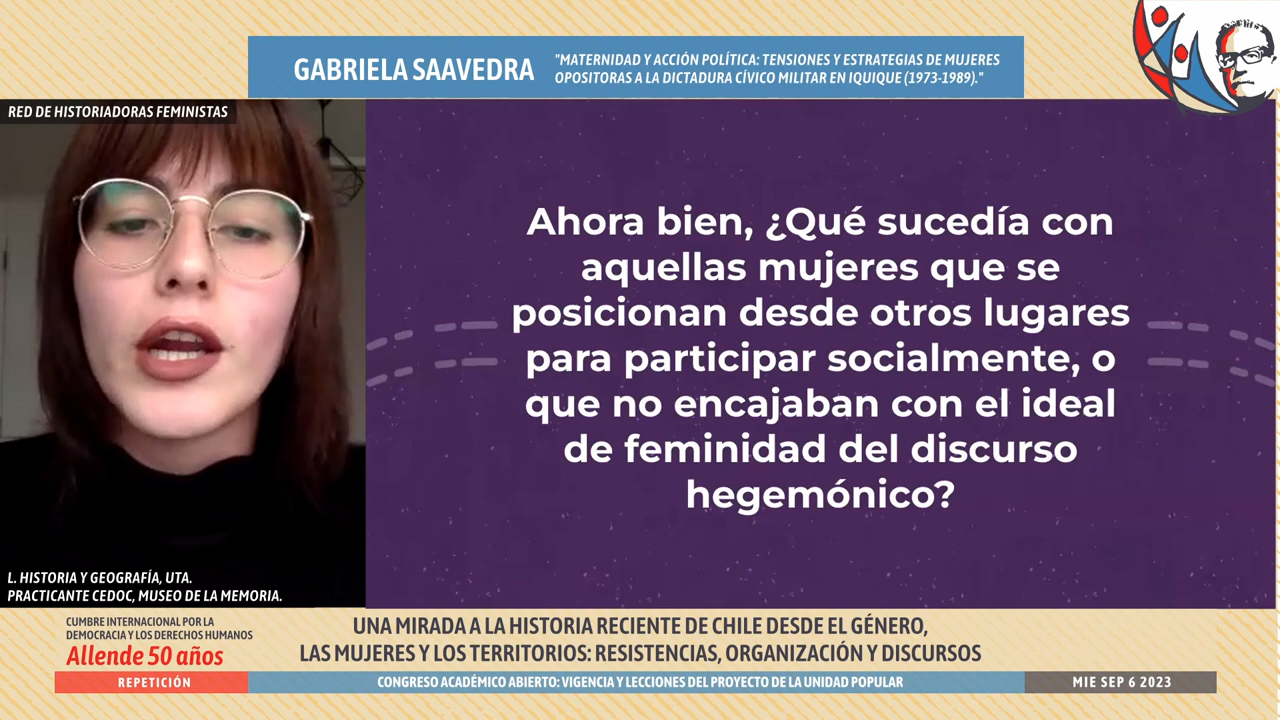 GABRIELA SAAVEDRA
"MATERNIDAD Y ACCIÓN POLÍTICA: TENSIONES Y ESTRATEGIAS DE MUJERES
OPOSITORAS A LA DICTADURA CÍVICO MILITAR EN IQUIQUE (1973-1989)."
RED DE HISTORIADORAS FEMINISTAS
Ahora bien, ¿Qué sucedía con
aquellas mujeres que se
posicionan desde otros lugares
para participar socialmente, o
que no encajaban con el ideal
de feminidad del discurso
hegemónico?
L. HISTORIA Y GEOGRAFÍA, UTA.
PRACTICANTE CEDOC, MUSEO DE LA MEMORIA.
CUMBRE INTERNACIONAL POR LA
DEMOCRACIA Y LOS DERECHOS HUMANOS
Allende 50 años
REPETICIÓN
UNA MIRADA A LA HISTORIA RECIENTE DE CHILE DESDE EL GÉNERO,
LAS MUJERES Y LOS TERRITORIOS: RESISTENCIAS, ORGANIZACIÓN Y DISCURSOS
CONGRESO ACADÉMICO ABIERTO: VIGENCIA Y LECCIONES DEL PROYECTO DE LA UNIDAD POPULAR
MIE SEP 6 2023